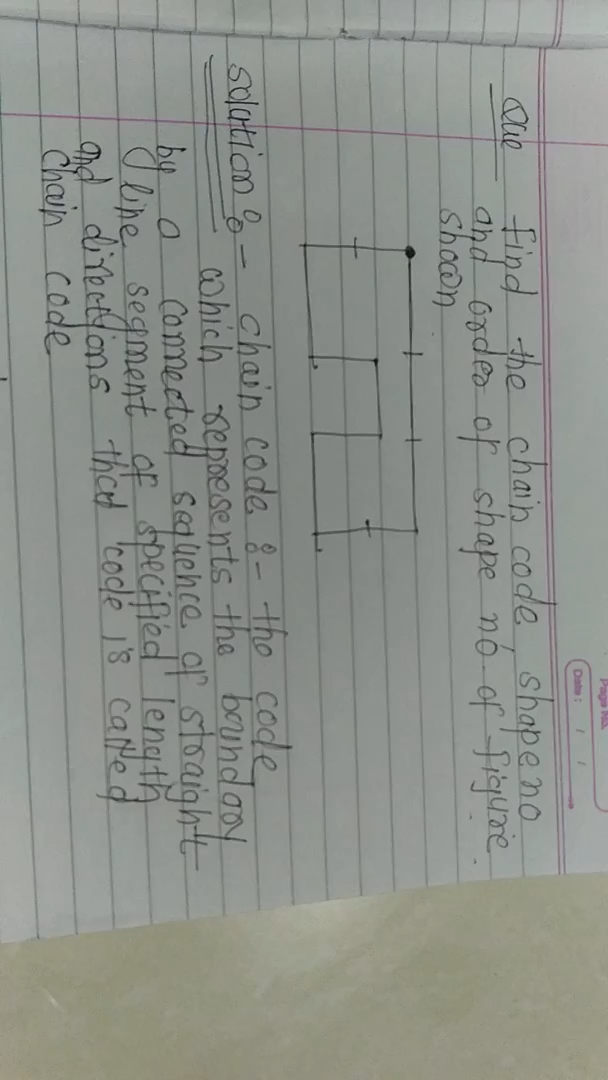 Page No.
Date: / /
Que find the chain code shape no
and order of shape no. of figure.
shown.
solution :- chain code :- the code
which represents the boundary
by a connected sequence of straight
line segment of specified length
and directions that code is called
chain code